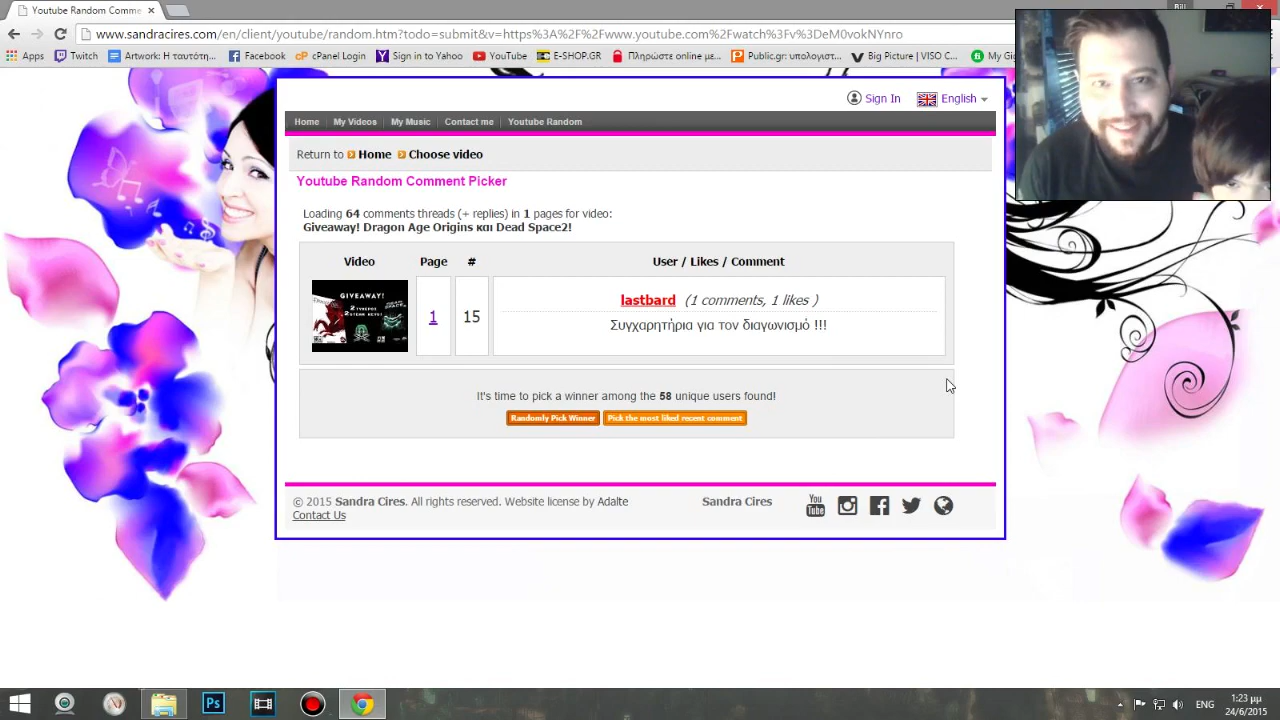 Youtube Random Comme
www.sandracires.com/en/client/youtube/random.htm?todo=submit&v=https%3A%2F%2Fwww.youtube.com%2Fwatch%3Fv%3DeM0vokNYnro
Apps Twitch Artwork: Η ταυτότη... Facebook cPanel Login Sign in to Yahoo YouTube E-SHOP.GR Πληρώστε online με... Public.gr: υπολογιστ... Big Picture | VISO C... My Gi
Sign In English
Home My Videos My Music Contact me Youtube Random
Return to Home Choose video
Youtube Random Comment Picker
Loading 64 comments threads (+ replies) in 1 pages for video:
Giveaway! Dragon Age Origins και Dead Space2!
Video Page # User / Likes / Comment
GIVEAWAY!
1 15
lastbard (1 comments, 1 likes )
Συγχαρητήρια για τον διαγωνισμό !!!
It's time to pick a winner among the 58 unique users found!
Randomly Pick Winner Pick the most liked recent comment
© 2015 Sandra Cires. All rights reserved. Website license by Adalte
Contact Us
Sandra Cires
You
Tube
Ps
ENG
1:23 μμ
24/6/2015